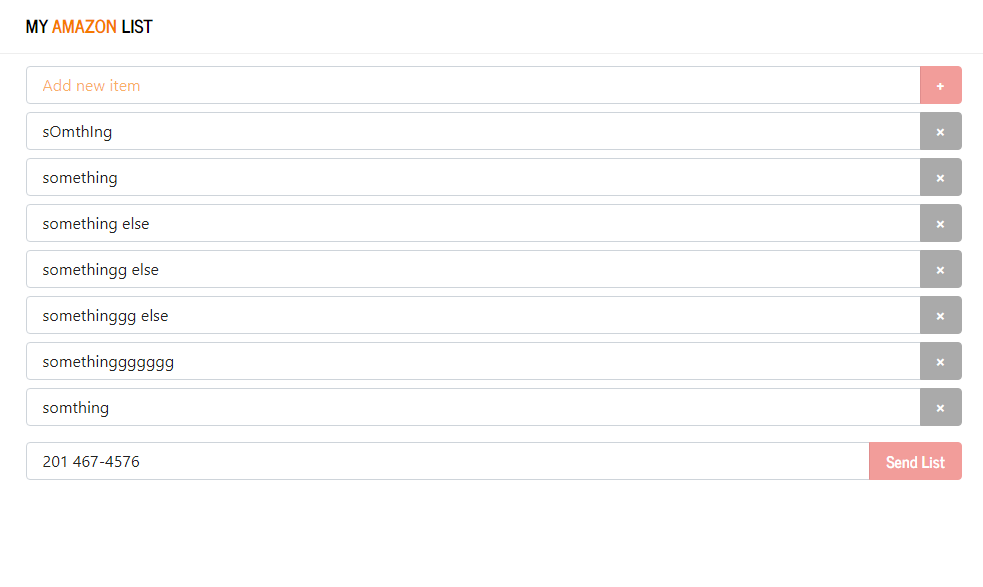 MY AMAZON LIST
Add new item +
sOmthIng ×
something ×
something else ×
somethingg else ×
somethinggg else ×
somethinggggggg ×
somthing ×
201 467-4576 Send List